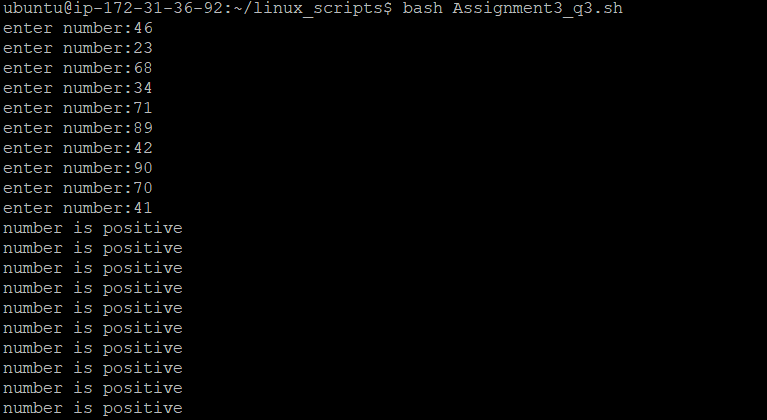 ubuntu@ip-172-31-36-92:~/linux_scripts$ bash Assignment3_q3.sh
enter number:46
enter number:23
enter number:68
enter number:34
enter number:71
enter number:89
enter number:42
enter number:90
enter number:70
enter number:41
number is positive
number is positive
number is positive
number is positive
number is positive
number is positive
number is positive
number is positive
number is positive
number is positive